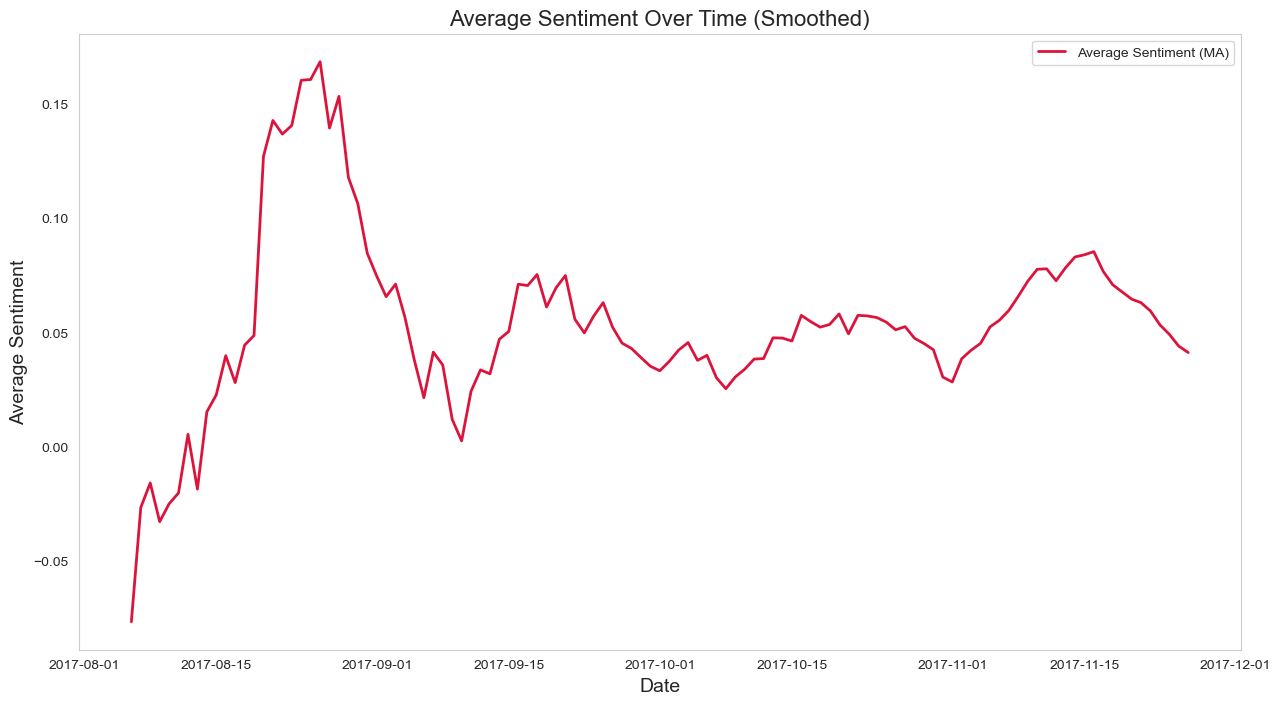 Average Sentiment Over Time (Smoothed)
Average Sentiment (MA)
Average Sentiment
0.15
0.10
0.05
0.00
−0.05
2017-08-01 2017-08-15 2017-09-01 2017-09-15 2017-10-01 2017-10-15 2017-11-01 2017-11-15 2017-12-01
Date